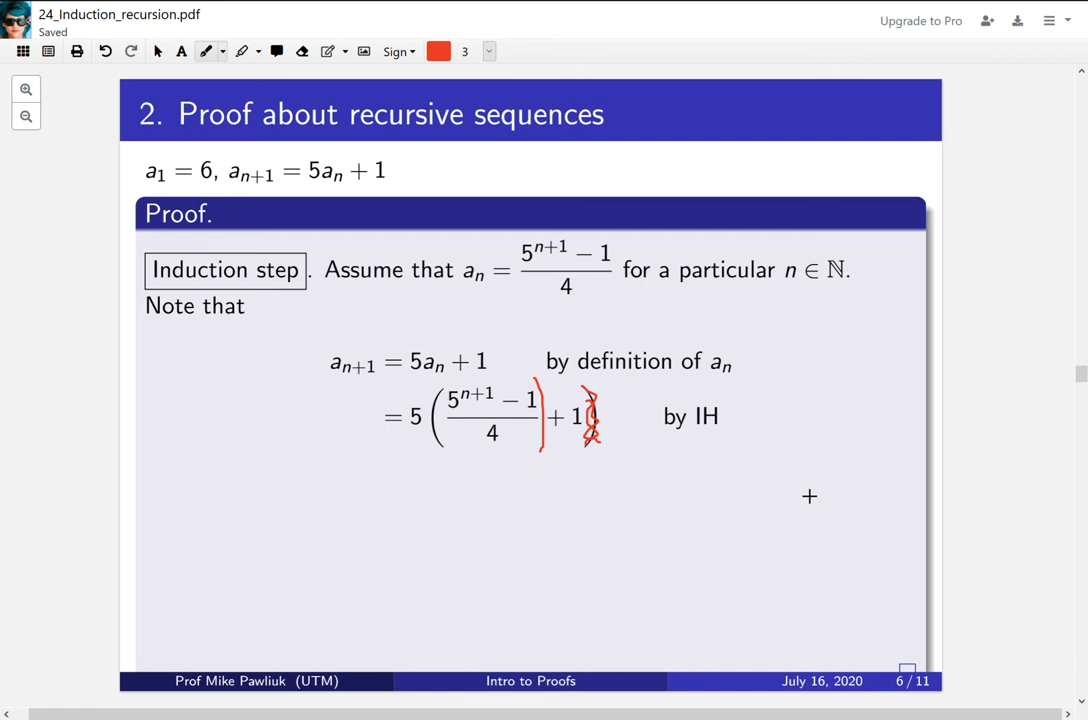 24_Induction_recursion.pdf
Saved
Upgrade to Pro
A Sign 3
2. Proof about recursive sequences
a₁ = 6, aₙ₊₁ = 5aₙ + 1
Proof.
Induction step. Assume that aₙ = (5ⁿ⁺¹ − 1)/4 for a particular n ∈ ℕ.
Note that
aₙ₊₁ = 5aₙ + 1 by definition of aₙ
= 5 ( (5ⁿ⁺¹ − 1)/4 ) + 1 ) by IH
Prof Mike Pawliuk (UTM) Intro to Proofs July 16, 2020 6 / 11